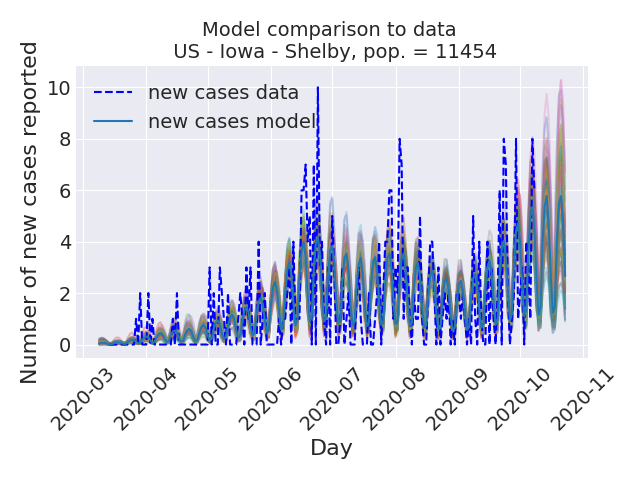 Model comparison to data
US - Iowa - Shelby, pop. = 11454
Number of new cases reported
10
8
6
4
2
0
new cases data
new cases model
2020-03
2020-04
2020-05
2020-06
2020-07
2020-08
2020-09
2020-10
2020-11
Day